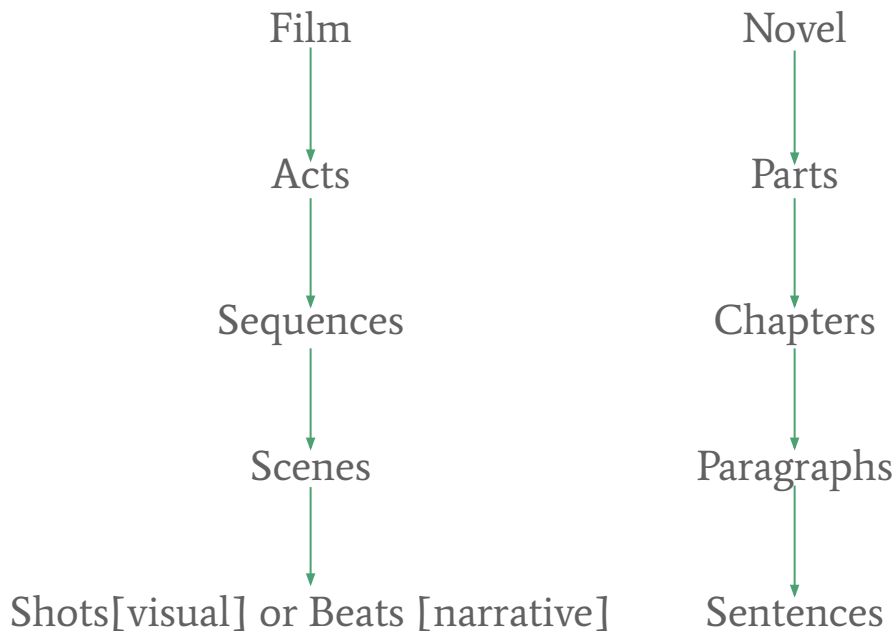 Film Novel
Acts Parts
Sequences Chapters
Scenes Paragraphs
Shots[visual] or Beats [narrative] Sentences